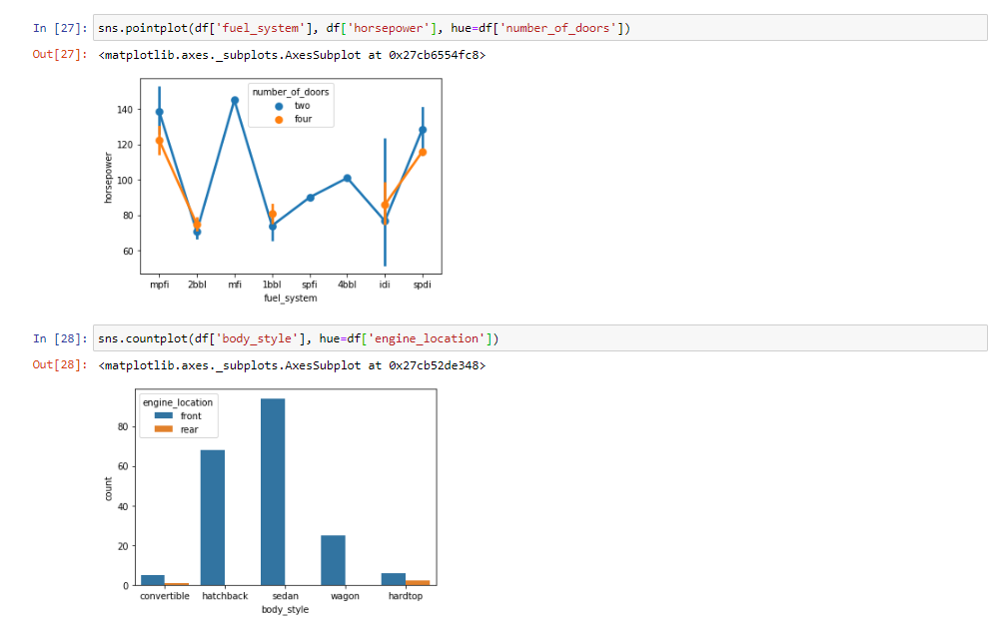 In [27]: sns.pointplot(df['fuel_system'], df['horsepower'], hue=df['number_of_doors'])
Out[27]: <matplotlib.axes._subplots.AxesSubplot at 0x27cb6554fc8>
number_of_doors
two
four
140
120
100
80
60
horsepower
mpfi 2bbl mfi 1bbl spfi 4bbl idi spdi
fuel_system
In [28]: sns.countplot(df['body_style'], hue=df['engine_location'])
Out[28]: <matplotlib.axes._subplots.AxesSubplot at 0x27cb52de348>
engine_location
front
rear
80
60
40
20
0
count
convertible hatchback sedan wagon hardtop
body_style